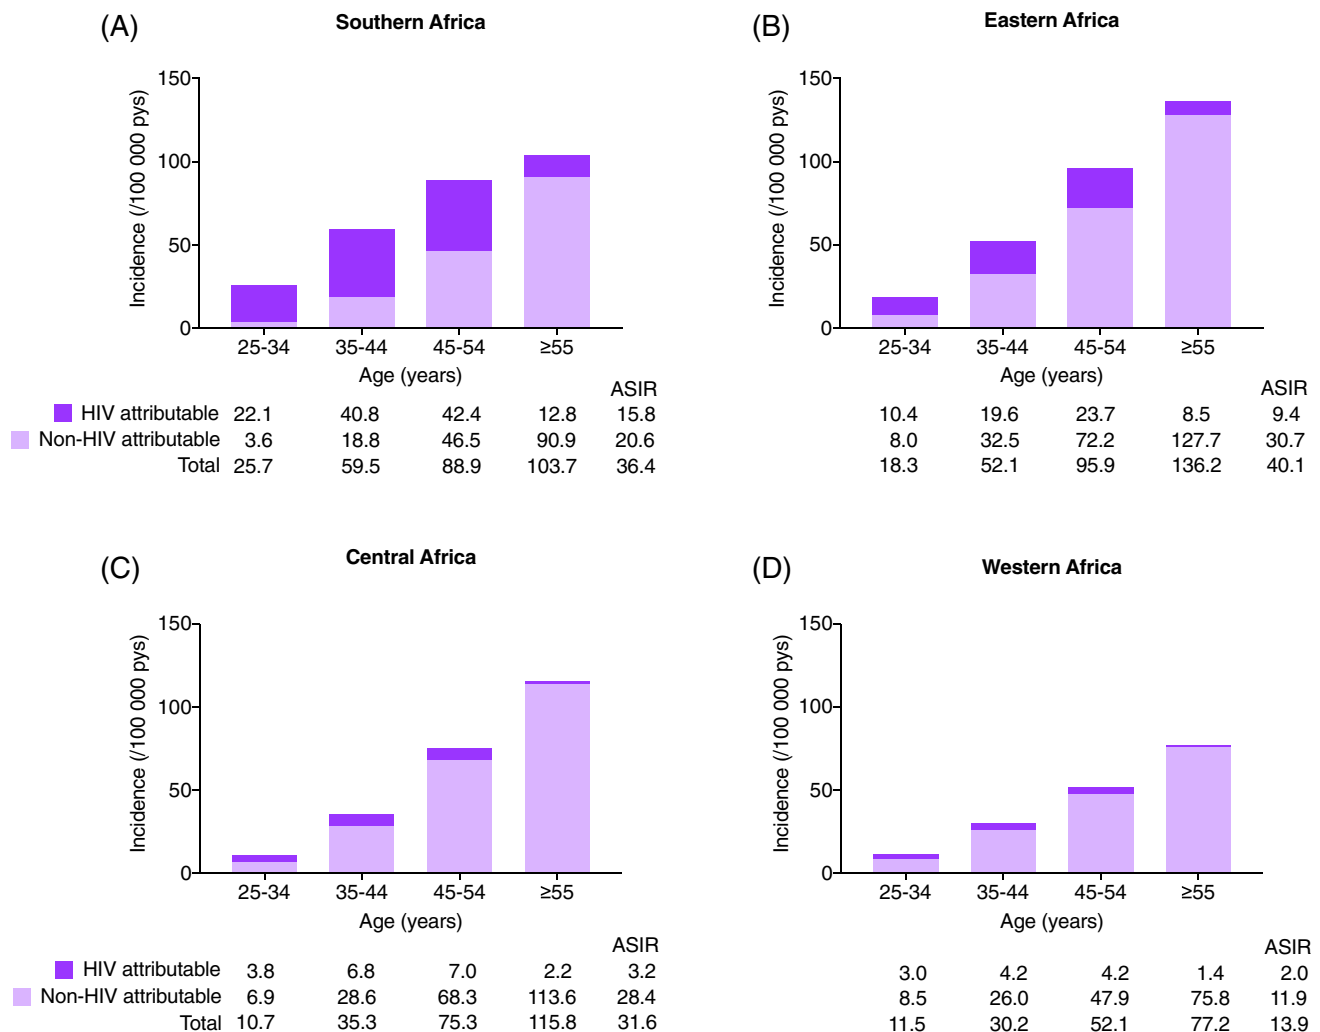 (A)
Southern Africa
Incidence (/100 000 pys)
150
100
50
0
25-34 35-44 45-54 ≥55
Age (years)
ASIR
HIV attributable 22.1 40.8 42.4 12.8 15.8
Non-HIV attributable 3.6 18.8 46.5 90.9 20.6
Total 25.7 59.5 88.9 103.7 36.4
(B)
Eastern Africa
Incidence (/100 000 pys)
150
100
50
0
25-34 35-44 45-54 ≥55
Age (years)
ASIR
10.4 19.6 23.7 8.5 9.4
8.0 32.5 72.2 127.7 30.7
18.3 52.1 95.9 136.2 40.1
(C)
Central Africa
Incidence (/100 000 pys)
150
100
50
0
25-34 35-44 45-54 ≥55
Age (years)
ASIR
HIV attributable 3.8 6.8 7.0 2.2 3.2
Non-HIV attributable 6.9 28.6 68.3 113.6 28.4
Total 10.7 35.3 75.3 115.8 31.6
(D)
Western Africa
Incidence (/100 000 pys)
150
100
50
0
25-34 35-44 45-54 ≥55
Age (years)
ASIR
3.0 4.2 4.2 1.4 2.0
8.5 26.0 47.9 75.8 11.9
11.5 30.2 52.1 77.2 13.9